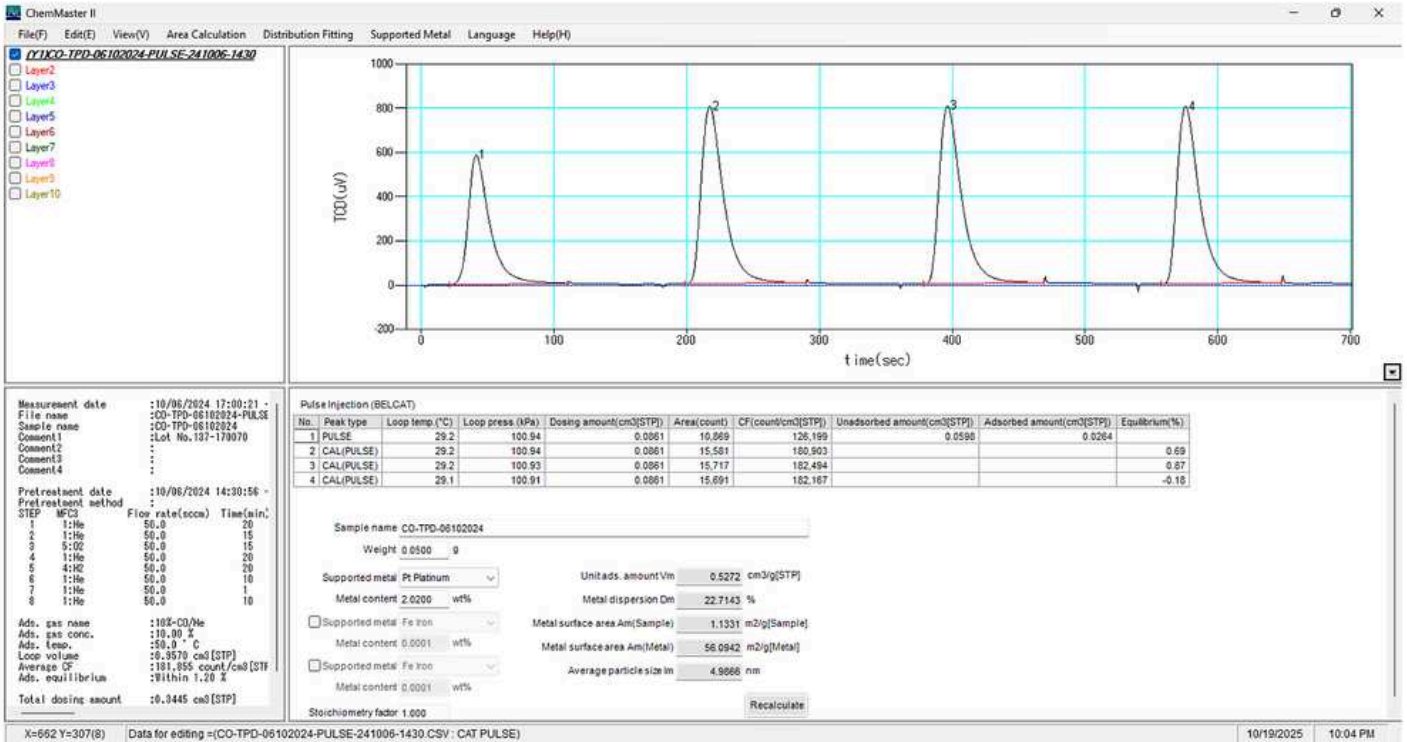 ChemMaster II
File(F) Edit(E) View(V) Area Calculation Distribution Fitting Supported Metal Language Help(H)
(Y1)CO-TPD-06102024-PULSE-241006-1430
Layer2
Layer3
Layer4
Layer5
Layer6
Layer7
Layer8
Layer9
Layer10
1000
800
600
400
200
0
-200
TCD(uV)
1 2 3 4
0 100 200 300 400 500 600 700
time(sec)
Measurement date :10/06/2024 17:00:21 -
File name :CO-TPD-06102024-PULSE
Sample name :CO-TPD-06102024
Comment1 :Lot No.137-170070
Comment2 :
Comment3 :
Comment4 :
Pretreatment date :10/06/2024 14:30:56 -
Pretreatment method :
STEP MFC3 Flow rate(sccm) Time(min)
1 1:He 50.0 20
2 1:He 50.0 15
3 5:O2 50.0 15
4 1:He 50.0 20
5 4:H2 50.0 20
6 1:He 50.0 10
7 1:He 50.0 1
8 1:He 50.0 10
Ads. gas name :10%-CO/He
Ads. gas conc. :10.00 %
Ads. temp. :50.0 ° C
Loop volume :0.9570 cm3[STP]
Average CF :181,855 count/cm3[STF
Ads. equilibrium :Within 1.20 %
Total dosing amount :0.3445 cm3[STP]
Pulse Injection (BELCAT)
No. Peak type Loop temp.(°C) Loop press.(kPa) Dosing amount(cm3[STP]) Area(count) CF(count/cm3[STP]) Unadsorbed amount(cm3[STP]) Adsorbed amount(cm3[STP]) Equilibrium(%)
1 PULSE 29.2 100.94 0.0861 10,869 126,199 0.0598 0.0264
2 CAL(PULSE) 29.2 100.94 0.0861 15,581 180,903 0.69
3 CAL(PULSE) 29.2 100.93 0.0861 15,717 182,494 0.87
4 CAL(PULSE) 29.1 100.91 0.0861 15,691 182,167 -0.18
Sample name CO-TPD-06102024
Weight 0.0500 g
Supported metal Pt Platinum
Metal content 2.0200 wt%
Supported metal Fe Iron
Metal content 0.0001 wt%
Supported metal Fe Iron
Metal content 0.0001 wt%
Stoichiometry factor 1.000
Unit ads. amount Vm 0.5272 cm3/g[STP]
Metal dispersion Dm 22.7143 %
Metal surface area Am(Sample) 1.1331 m2/g[Sample]
Metal surface area Am(Metal) 56.0942 m2/g[Metal]
Average particle size lm 4.9866 nm
Recalculate
X=662 Y=307(8) Data for editing =(CO-TPD-06102024-PULSE-241006-1430.CSV : CAT PULSE) 10/19/2025 10:04 PM